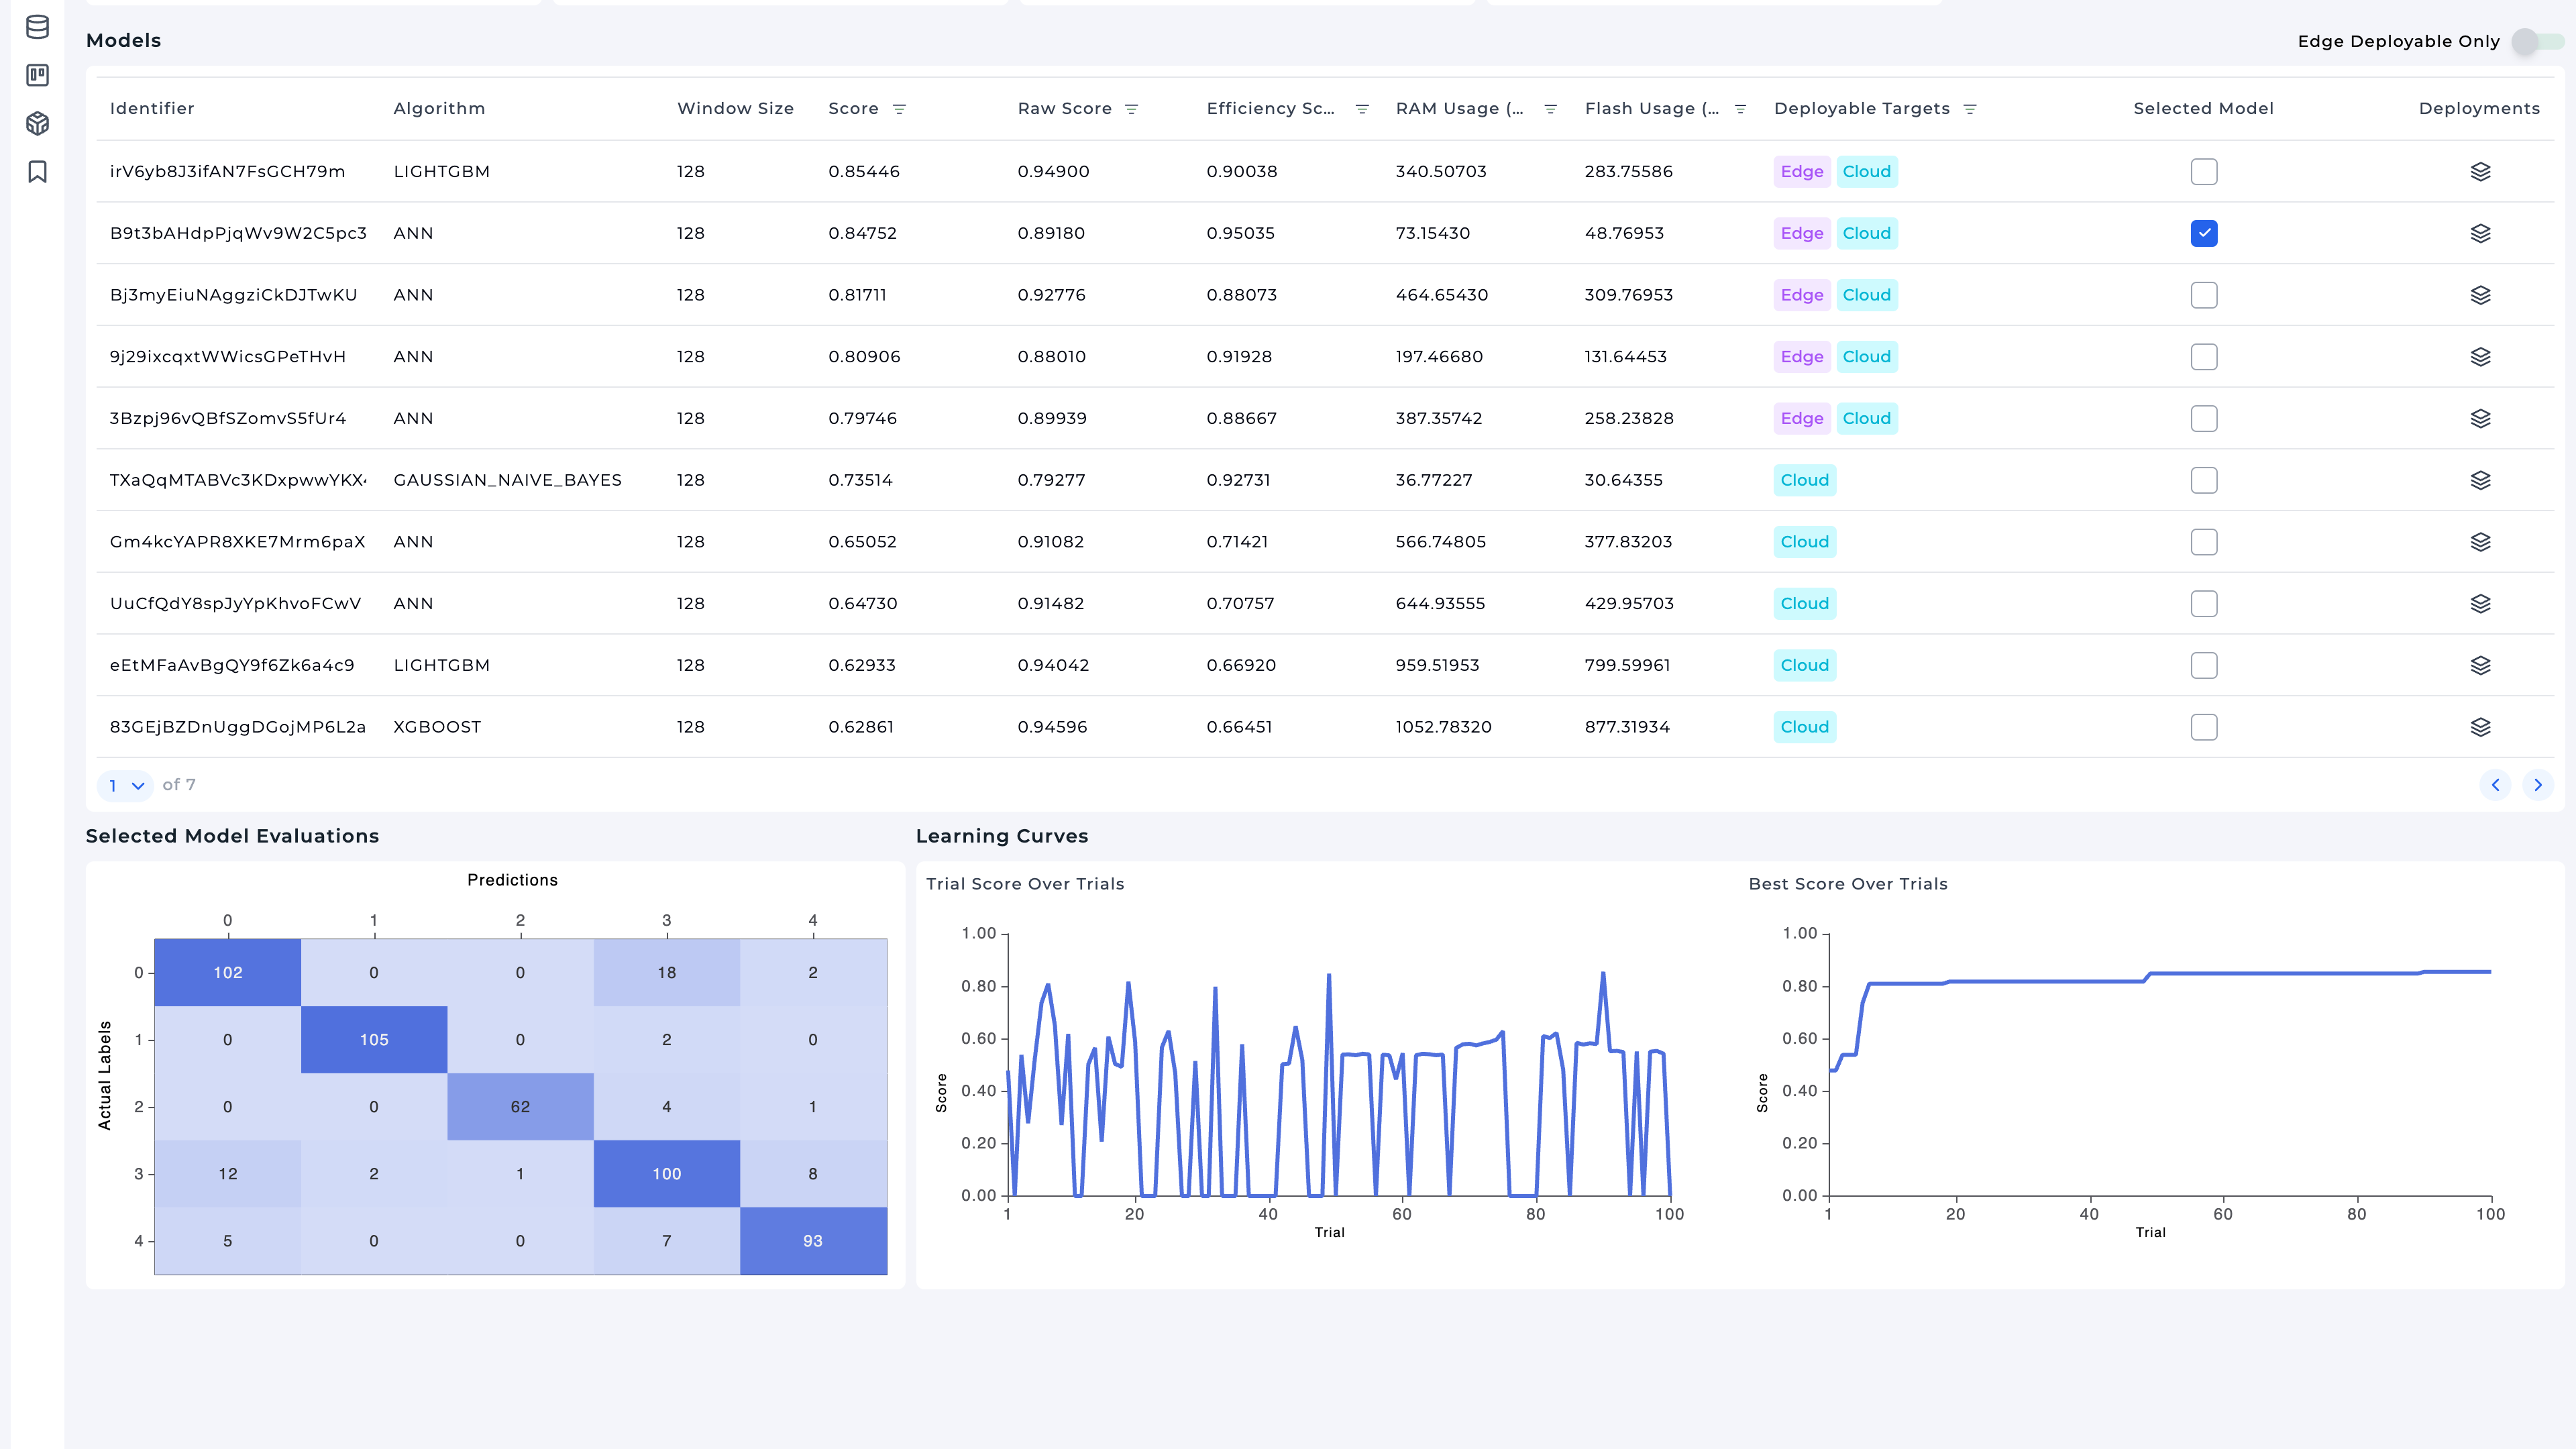 Models
Edge Deployable Only
Identifier Algorithm Window Size Score Raw Score Efficiency Sc... RAM Usage (... Flash Usage (... Deployable Targets Selected Model Deployments
irV6yb8J3ifAN7FsGCH79m LIGHTGBM 128 0.85446 0.94900 0.90038 340.50703 283.75586 Edge Cloud
B9t3bAHdpPjqWv9W2C5pc3 ANN 128 0.84752 0.89180 0.95035 73.15430 48.76953 Edge Cloud
Bj3myEiuNAggziCkDJTwKU ANN 128 0.81711 0.92776 0.88073 464.65430 309.76953 Edge Cloud
9j29ixcqxtWWicsGPeTHvH ANN 128 0.80906 0.88010 0.91928 197.46680 131.64453 Edge Cloud
3Bzpj96vQBfSZomvS5fUr4 ANN 128 0.79746 0.89939 0.88667 387.35742 258.23828 Edge Cloud
TXaQqMTABVc3KDxpwwYKX GAUSSIAN_NAIVE_BAYES 128 0.73514 0.79277 0.92731 36.77227 30.64355 Cloud
Gm4kcYAPR8XKE7Mrm6paX ANN 128 0.65052 0.91082 0.71421 566.74805 377.83203 Cloud
UuCfQdY8spJyYpKhvoFCwV ANN 128 0.64730 0.91482 0.70757 644.93555 429.95703 Cloud
eEtMFaAvBgQY9f6Zk6a4c9 LIGHTGBM 128 0.62933 0.94042 0.66920 959.51953 799.59961 Cloud
83GEjBZDnUggDGojMP6L2a XGBOOST 128 0.62861 0.94596 0.66451 1052.78320 877.31934 Cloud
1 of 7
Selected Model Evaluations
Predictions
0 1 2 3 4
Actual Labels
0 102 0 0 18 2
1 0 105 0 2 0
2 0 0 62 4 1
3 12 2 1 100 8
4 5 0 0 7 93
Learning Curves
Trial Score Over Trials
Score
1.00
0.80
0.60
0.40
0.20
0.00
1 20 40 60 80 100
Trial
Best Score Over Trials
Score
1.00
0.80
0.60
0.40
0.20
0.00
1 20 40 60 80 100
Trial